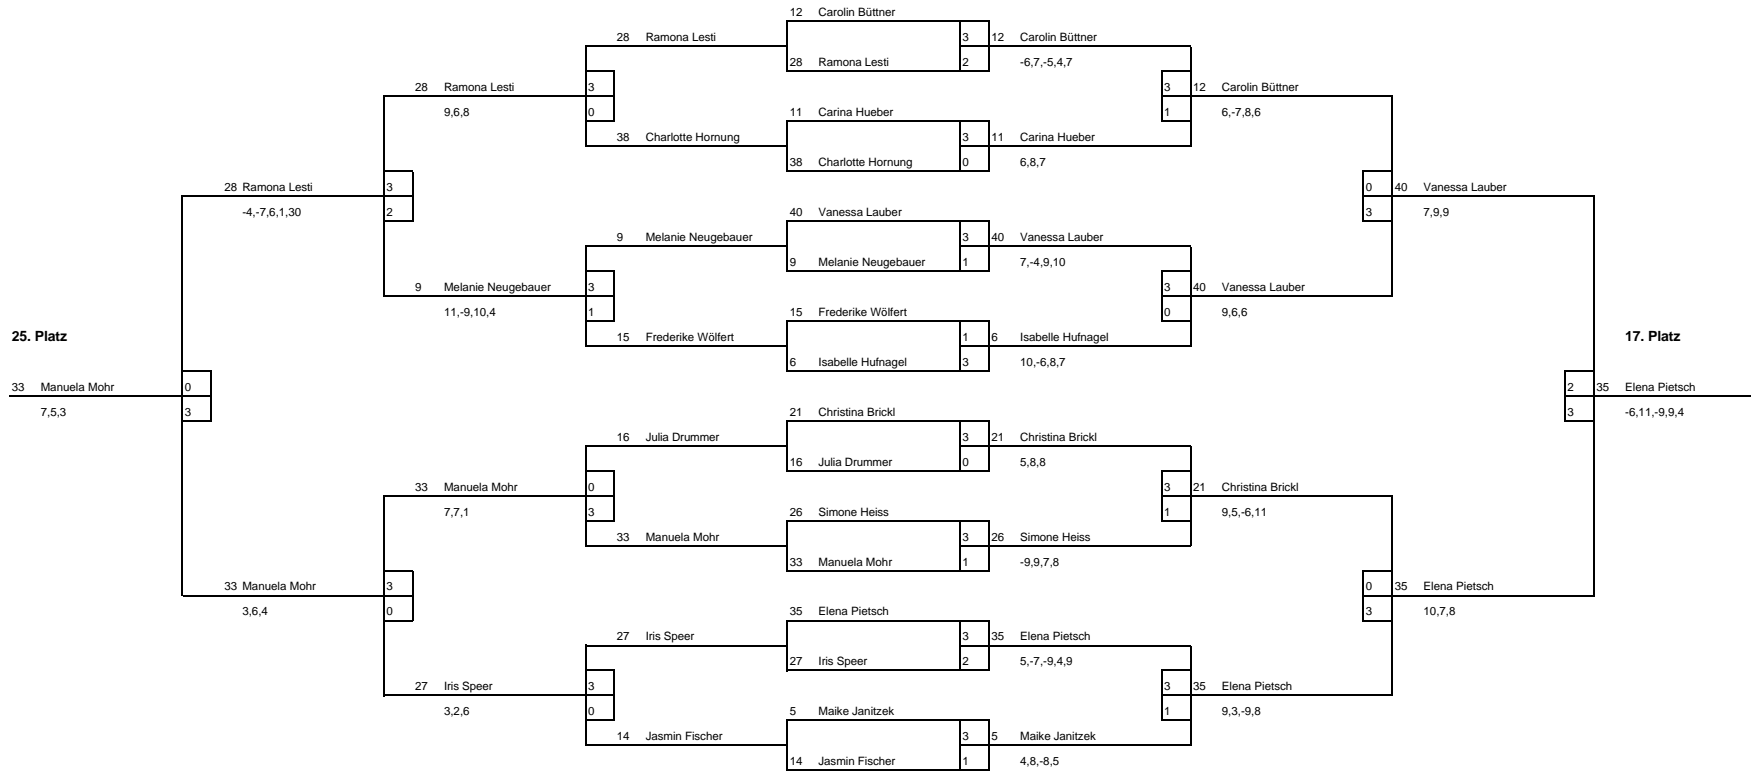 12 Carolin Büttner
28 Ramona Lesti 3 12 Carolin Büttner
28 Ramona Lesti 2 -6,7,-5,4,7
28 Ramona Lesti 3 3 12 Carolin Büttner
9,6,8 0 11 Carina Hueber 1 6,-7,8,6
38 Charlotte Hornung 3 11 Carina Hueber
38 Charlotte Hornung 0 6,8,7
28 Ramona Lesti 3 0 40 Vanessa Lauber
-4,-7,6,1,30 2 40 Vanessa Lauber 3 7,9,9
9 Melanie Neugebauer 3 40 Vanessa Lauber
9 Melanie Neugebauer 1 7,-4,9,10
9 Melanie Neugebauer 3 3 40 Vanessa Lauber
11,-9,10,4 1 15 Frederike Wölfert 0 9,6,6
25. Platz 15 Frederike Wölfert 1 6 Isabelle Hufnagel 17. Platz
6 Isabelle Hufnagel 3 10,-6,8,7
33 Manuela Mohr 0 2 35 Elena Pietsch
7,5,3 3 21 Christina Brickl 3 -6,11,-9,9,4
16 Julia Drummer 3 21 Christina Brickl
16 Julia Drummer 0 5,8,8
33 Manuela Mohr 0 3 21 Christina Brickl
7,7,1 3 26 Simone Heiss 1 9,5,-6,11
33 Manuela Mohr 3 26 Simone Heiss
33 Manuela Mohr 1 -9,9,7,8
33 Manuela Mohr 3 0 35 Elena Pietsch
3,6,4 0 35 Elena Pietsch 3 10,7,8
27 Iris Speer 3 35 Elena Pietsch
27 Iris Speer 2 5,-7,-9,4,9
27 Iris Speer 3 3 35 Elena Pietsch
3,2,6 0 5 Maike Janitzek 1 9,3,-9,8
14 Jasmin Fischer 3 5 Maike Janitzek
14 Jasmin Fischer 1 4,8,-8,5